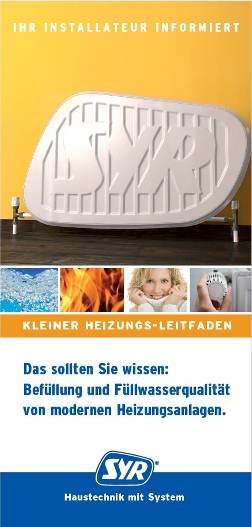 IHR INSTALLATEUR INFORMIERT
SYR
KLEINER HEIZUNGS-LEITFADEN
Das sollten Sie wissen:
Befüllung und Füllwasserqualität
von modernen Heizungsanlagen.
SYR®
Haustechnik mit System